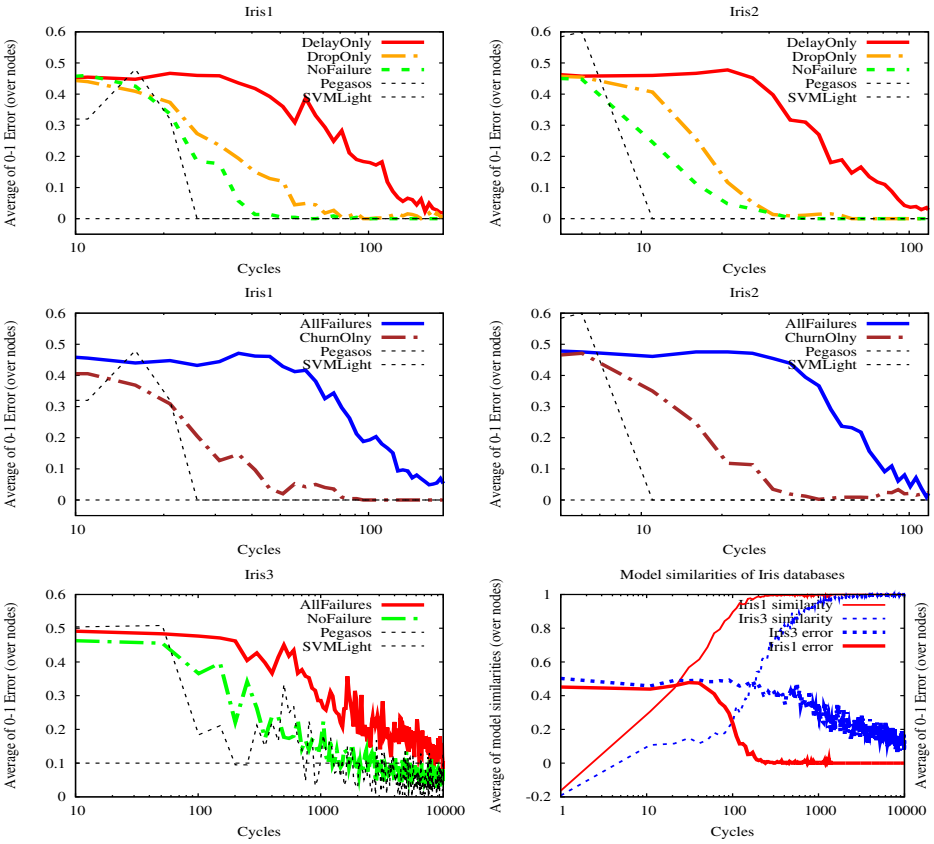 Iris1
Average of 0-1 Error (over nodes)
0.6
0.5
0.4
0.3
0.2
0.1
0
10
100
Cycles
DelayOnly
DropOnly
NoFailure
Pegasos
SVMLight
Iris2
Average of 0-1 Error (over nodes)
0.6
0.5
0.4
0.3
0.2
0.1
0
10
100
Cycles
DelayOnly
DropOnly
NoFailure
Pegasos
SVMLight
Iris1
Average of 0-1 Error (over nodes)
0.6
0.5
0.4
0.3
0.2
0.1
0
10
100
Cycles
AllFailures
ChurnOlny
Pegasos
SVMLight
Iris2
Average of 0-1 Error (over nodes)
0.6
0.5
0.4
0.3
0.2
0.1
0
10
100
Cycles
AllFailures
ChurnOlny
Pegasos
SVMLight
Iris3
Average of 0-1 Error (over nodes)
0.6
0.5
0.4
0.3
0.2
0.1
0
100
1000
10000
Cycles
AllFailures
NoFailure
Pegasos
SVMLight
Model similarities of Iris databases
Average of model similarities (over nodes)
1
0.8
0.6
0.4
0.2
0
-0.2
1
10
100
1000
10000
Cycles
Iris1 similarity
Iris3 similarity
Iris3 error
Iris1 error
Average of 0-1 Error (over nodes)